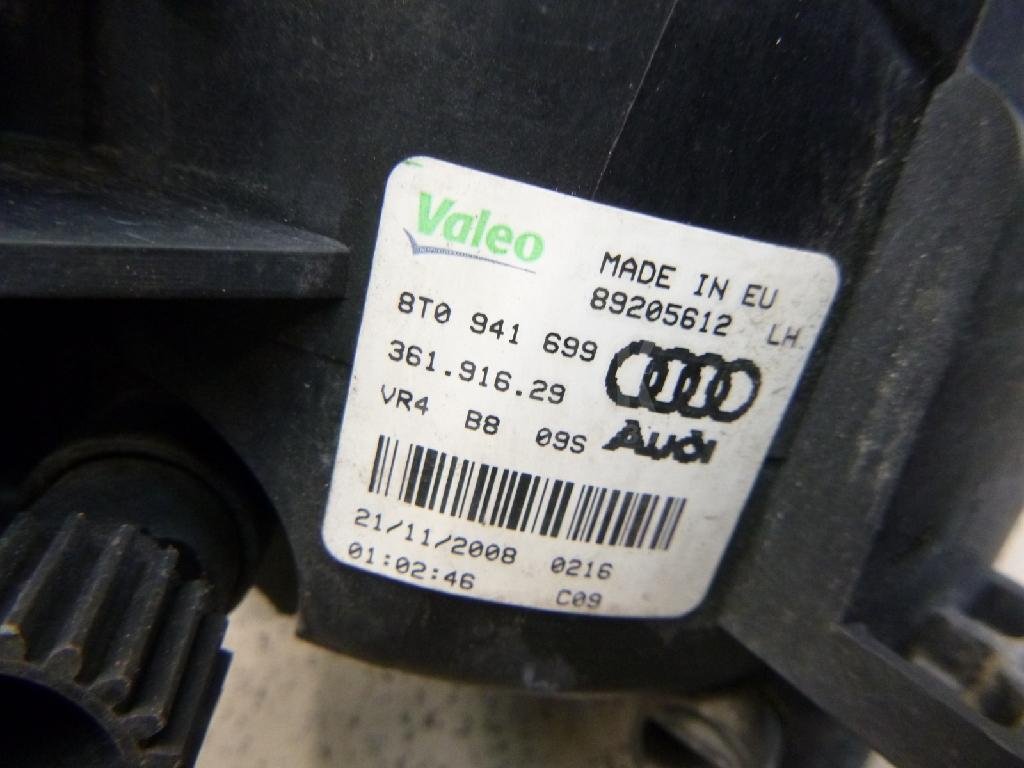 Valeo
MADE IN EU
89205612 LH
8T0 941 699
361.916.29
VR4 B8 09S
Audi
21/11/2008 0216
01:02:46 C09